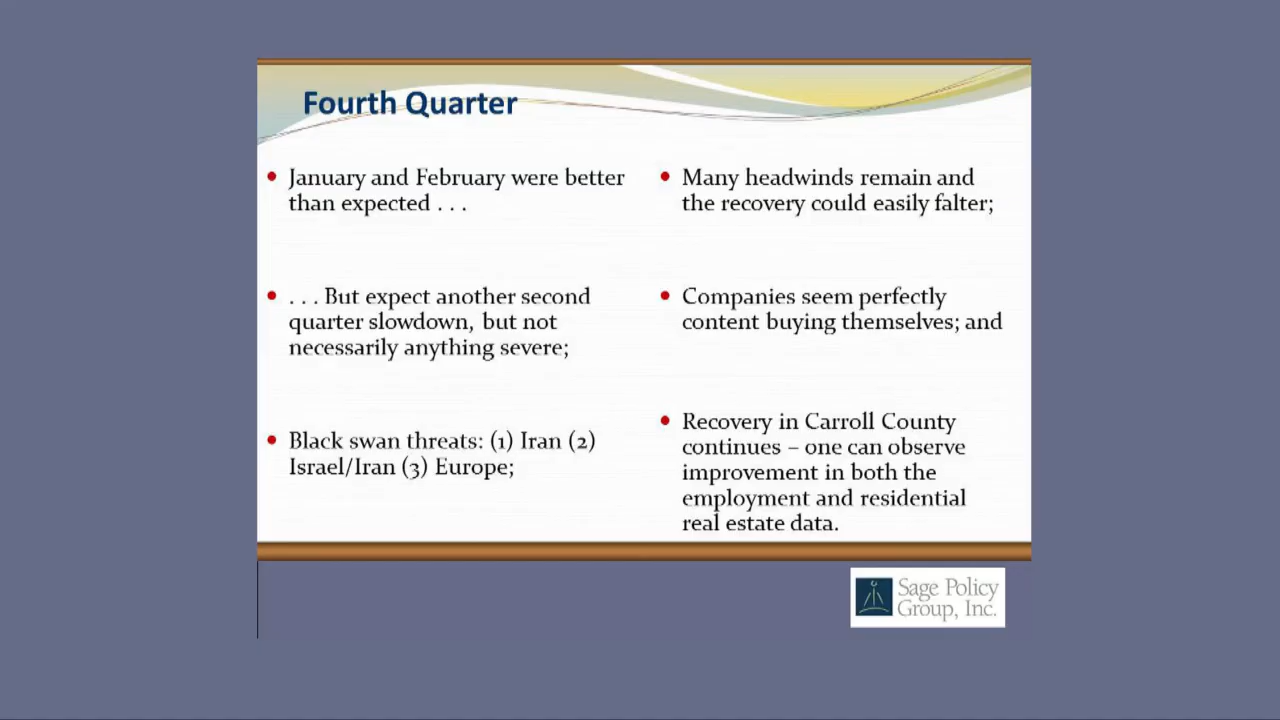 Fourth Quarter
• January and February were better
than expected . . .
• . . . But expect another second
quarter slowdown, but not
necessarily anything severe;
• Black swan threats: (1) Iran (2)
Israel/Iran (3) Europe;
• Many headwinds remain and
the recovery could easily falter;
• Companies seem perfectly
content buying themselves; and
• Recovery in Carroll County
continues – one can observe
improvement in both the
employment and residential
real estate data.
Sage Policy
Group, Inc.